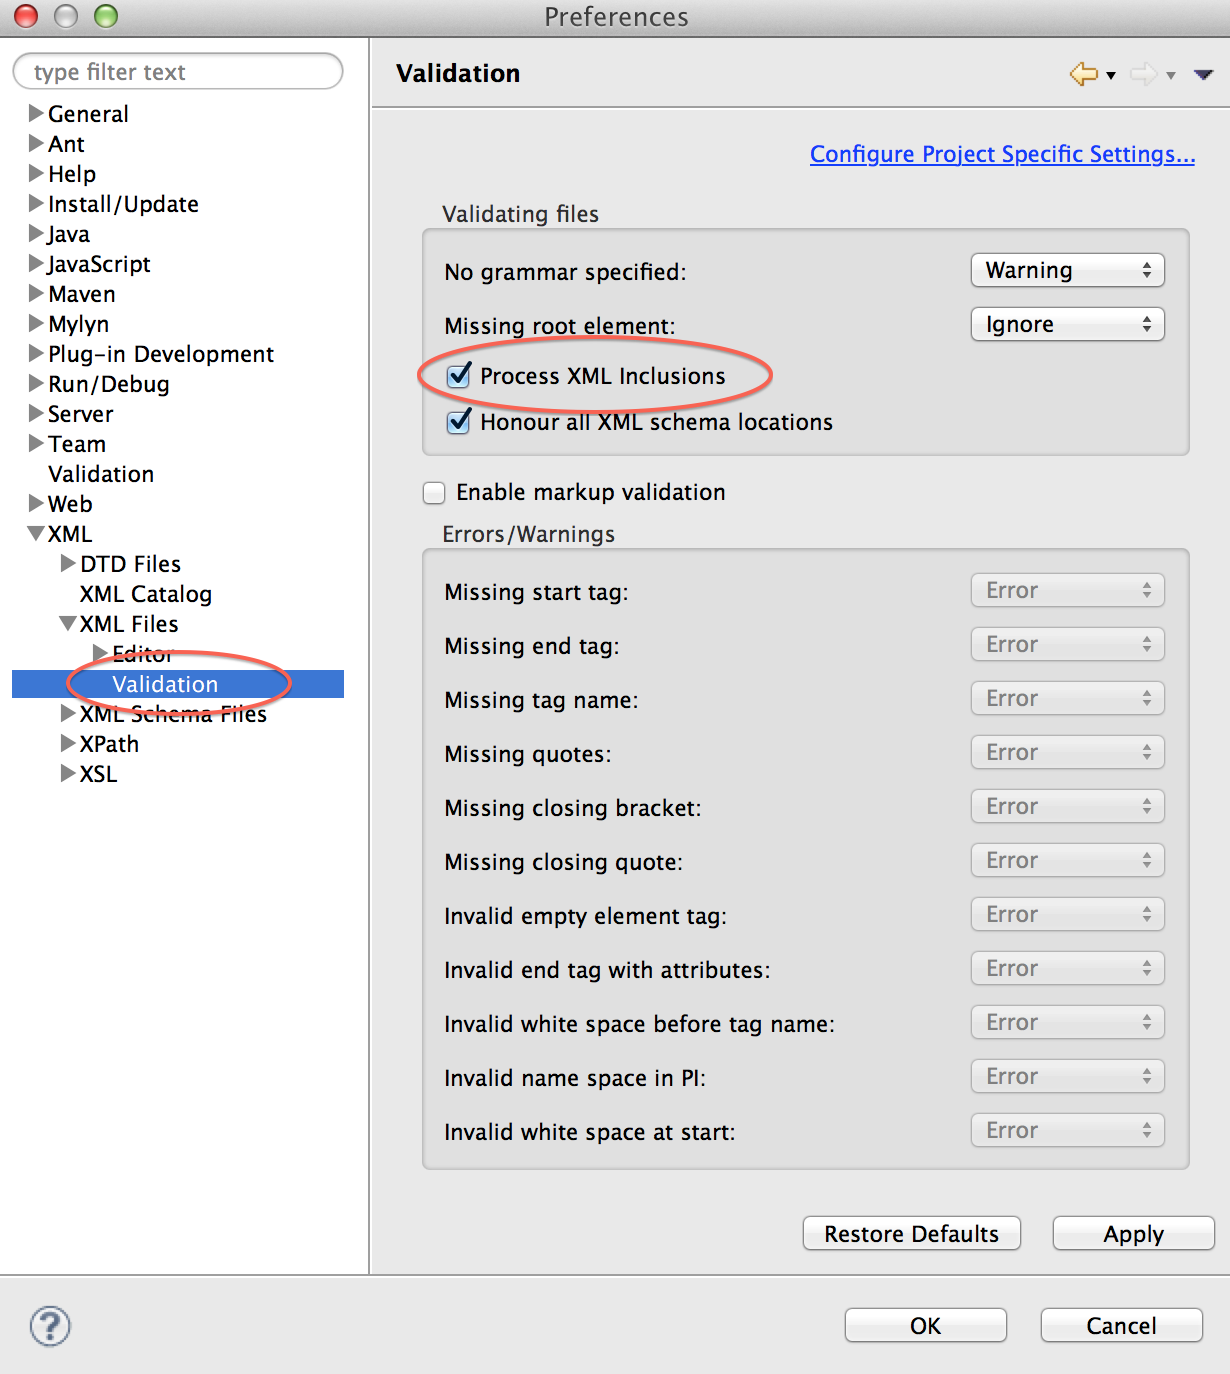 Preferences
type filter text
General
Ant
Help
Install/Update
Java
JavaScript
Maven
Mylyn
Plug-in Development
Run/Debug
Server
Team
Validation
Web
XML
DTD Files
XML Catalog
XML Files
Editor
Validation
XML Schema Files
XPath
XSL
Validation
Configure Project Specific Settings...
Validating files
No grammar specified: Warning
Missing root element: Ignore
Process XML Inclusions
Honour all XML schema locations
Enable markup validation
Errors/Warnings
Missing start tag: Error
Missing end tag: Error
Missing tag name: Error
Missing quotes: Error
Missing closing bracket: Error
Missing closing quote: Error
Invalid empty element tag: Error
Invalid end tag with attributes: Error
Invalid white space before tag name: Error
Invalid name space in PI: Error
Invalid white space at start: Error
Restore Defaults Apply
? OK Cancel